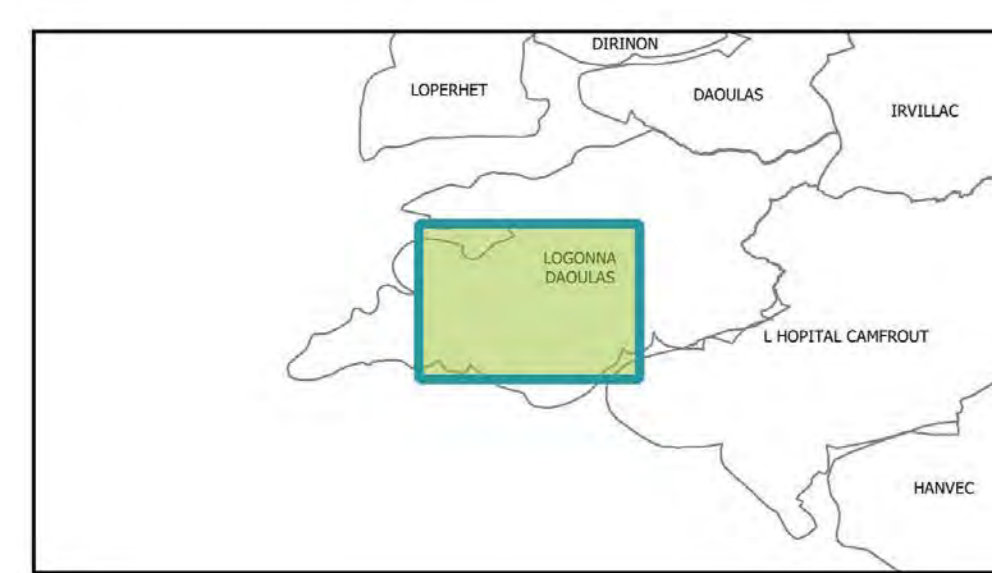 DIRINON
LOPERHET
DAOULAS
IRVILLAC
LOGONNA
DAOULAS
L HOPITAL CAMFROUT
HANVEC